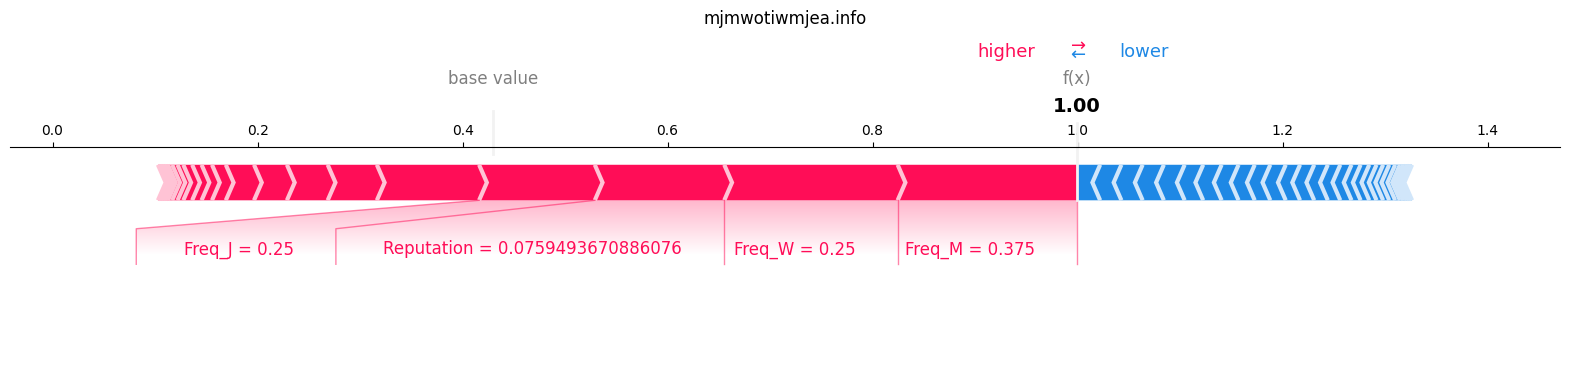 mjmwotiwmjea.info
higher ⇄ lower
base value f(x)
1.00
0.0 0.2 0.4 0.6 0.8 1.0 1.2 1.4
Freq_J = 0.25 Reputation = 0.0759493670886076 Freq_W = 0.25 Freq_M = 0.375